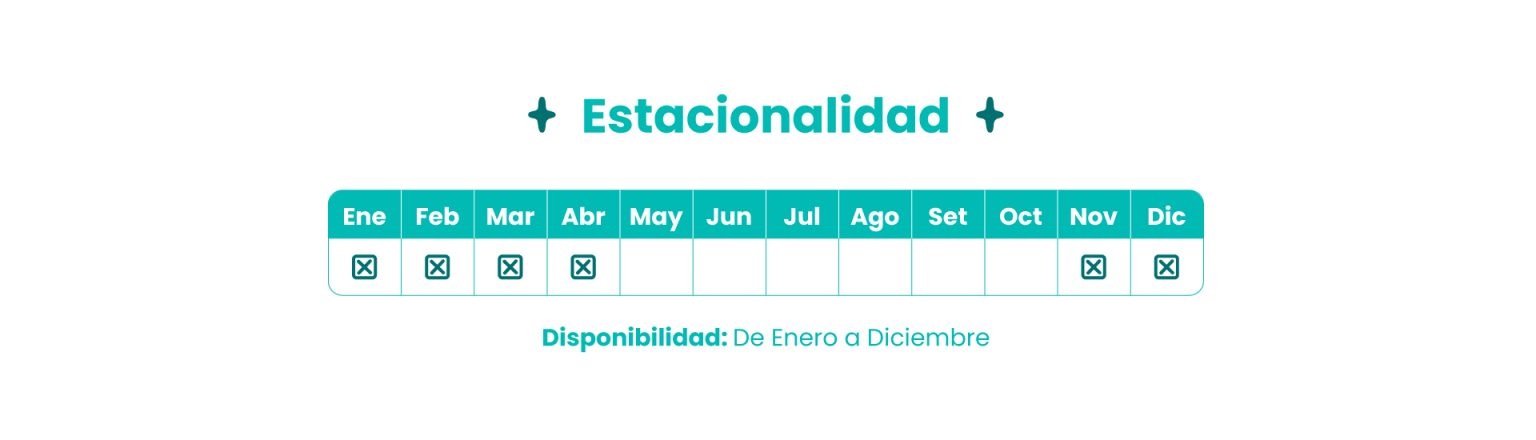 Estacionalidad
Ene Feb Mar Abr May Jun Jul Ago Set Oct Nov Dic
Disponibilidad: De Enero a Diciembre